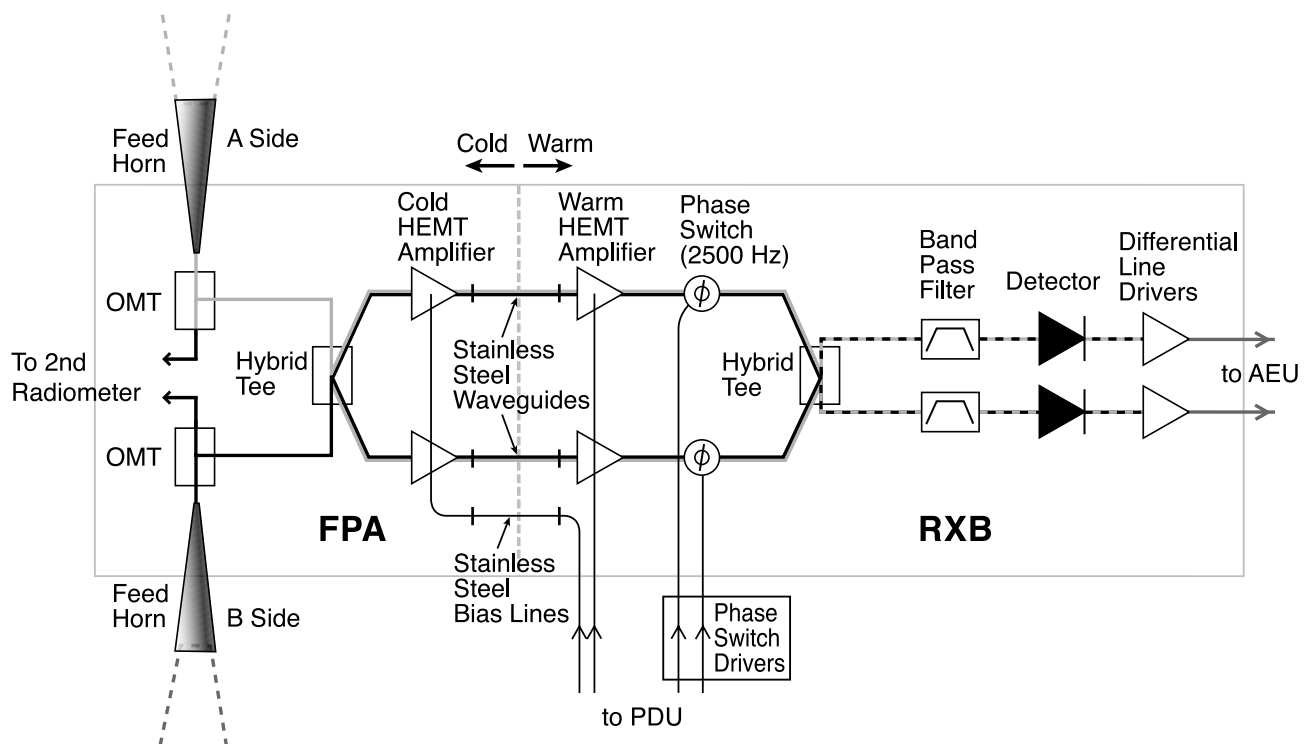 Feed
Horn
A Side
Cold
Warm
Cold
HEMT
Amplifier
Warm
HEMT
Amplifier
Phase
Switch
(2500 Hz)
Band
Pass
Filter
Detector
Differential
Line
Drivers
OMT
To 2nd
Radiometer
Hybrid
Tee
Stainless
Steel
Waveguides
ϕ
Hybrid
Tee
to AEU
OMT
ϕ
FPA
RXB
Stainless
Steel
Bias Lines
Feed
Horn
B Side
Phase
Switch
Drivers
to PDU